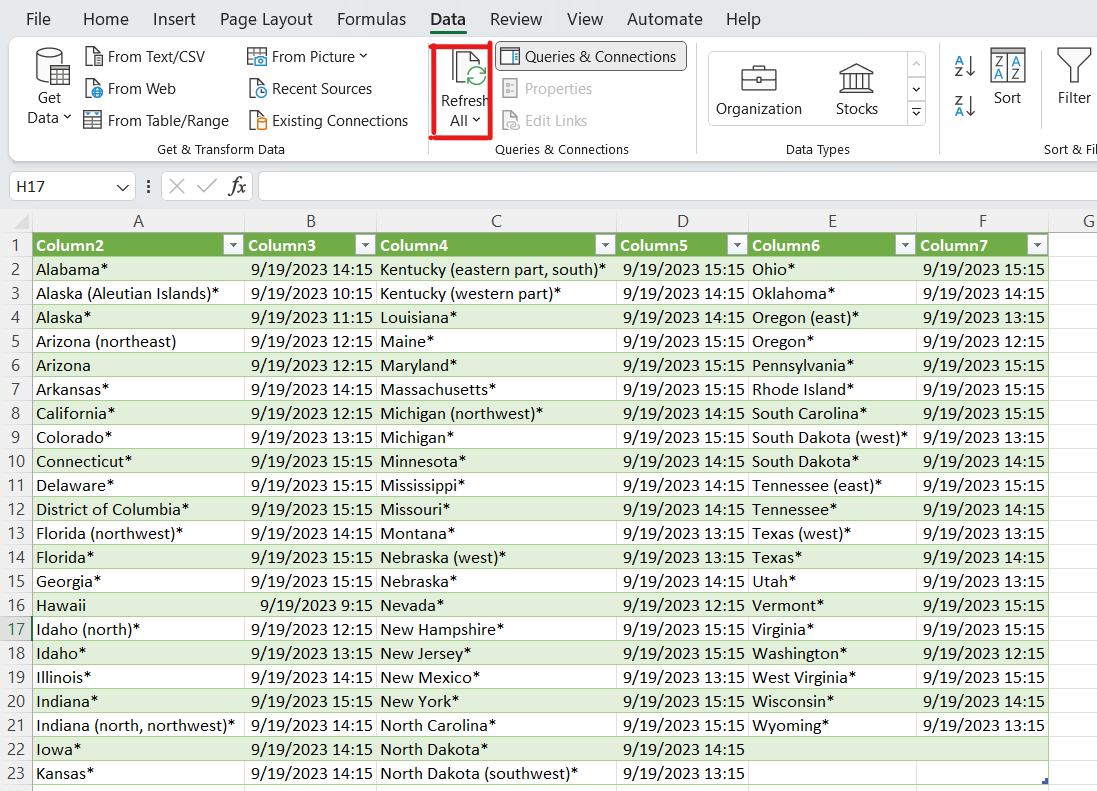 File Home Insert Page Layout Formulas Data Review View Automate Help
Get Data
From Text/CSV
From Web
From Table/Range
From Picture
Recent Sources
Existing Connections
Get & Transform Data
Refresh All
Queries & Connections
Properties
Edit Links
Queries & Connections
Organization
Stocks
Data Types
A Z
Z A
Z A A Z
Sort
Filter
Sort & Fil
H17 fx
A B C D E F G
1 Column2 Column3 Column4 Column5 Column6 Column7
2 Alabama* 9/19/2023 14:15 Kentucky (eastern part, south)* 9/19/2023 15:15 Ohio* 9/19/2023 15:15
3 Alaska (Aleutian Islands)* 9/19/2023 10:15 Kentucky (western part)* 9/19/2023 14:15 Oklahoma* 9/19/2023 14:15
4 Alaska* 9/19/2023 11:15 Louisiana* 9/19/2023 14:15 Oregon (east)* 9/19/2023 13:15
5 Arizona (northeast) 9/19/2023 12:15 Maine* 9/19/2023 15:15 Oregon* 9/19/2023 12:15
6 Arizona 9/19/2023 12:15 Maryland* 9/19/2023 15:15 Pennsylvania* 9/19/2023 15:15
7 Arkansas* 9/19/2023 14:15 Massachusetts* 9/19/2023 15:15 Rhode Island* 9/19/2023 15:15
8 California* 9/19/2023 12:15 Michigan (northwest)* 9/19/2023 14:15 South Carolina* 9/19/2023 15:15
9 Colorado* 9/19/2023 13:15 Michigan* 9/19/2023 15:15 South Dakota (west)* 9/19/2023 13:15
10 Connecticut* 9/19/2023 15:15 Minnesota* 9/19/2023 14:15 South Dakota* 9/19/2023 14:15
11 Delaware* 9/19/2023 15:15 Mississippi* 9/19/2023 14:15 Tennessee (east)* 9/19/2023 15:15
12 District of Columbia* 9/19/2023 15:15 Missouri* 9/19/2023 14:15 Tennessee* 9/19/2023 14:15
13 Florida (northwest)* 9/19/2023 14:15 Montana* 9/19/2023 13:15 Texas (west)* 9/19/2023 13:15
14 Florida* 9/19/2023 15:15 Nebraska (west)* 9/19/2023 13:15 Texas* 9/19/2023 14:15
15 Georgia* 9/19/2023 15:15 Nebraska* 9/19/2023 14:15 Utah* 9/19/2023 13:15
16 Hawaii 9/19/2023 9:15 Nevada* 9/19/2023 12:15 Vermont* 9/19/2023 15:15
17 Idaho (north)* 9/19/2023 12:15 New Hampshire* 9/19/2023 15:15 Virginia* 9/19/2023 15:15
18 Idaho* 9/19/2023 13:15 New Jersey* 9/19/2023 15:15 Washington* 9/19/2023 12:15
19 Illinois* 9/19/2023 14:15 New Mexico* 9/19/2023 13:15 West Virginia* 9/19/2023 15:15
20 Indiana* 9/19/2023 15:15 New York* 9/19/2023 15:15 Wisconsin* 9/19/2023 14:15
21 Indiana (north, northwest)* 9/19/2023 14:15 North Carolina* 9/19/2023 15:15 Wyoming* 9/19/2023 13:15
22 Iowa* 9/19/2023 14:15 North Dakota* 9/19/2023 14:15
23 Kansas* 9/19/2023 14:15 North Dakota (southwest)* 9/19/2023 13:15